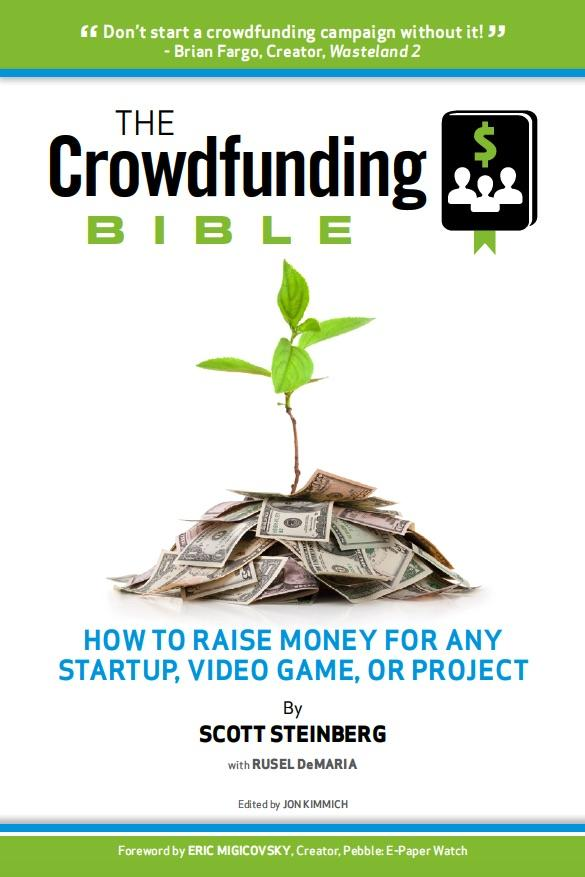 “ Don't start a crowdfunding campaign without it! ”
- Brian Fargo, Creator, Wasteland 2
THE
Crowdfunding
BIBLE
$
HOW TO RAISE MONEY FOR ANY
STARTUP, VIDEO GAME, OR PROJECT
By
SCOTT STEINBERG
with RUSEL DeMARIA
Edited by JON KIMMICH
Foreword by ERIC MIGICOVSKY, Creator, Pebble: E-Paper Watch